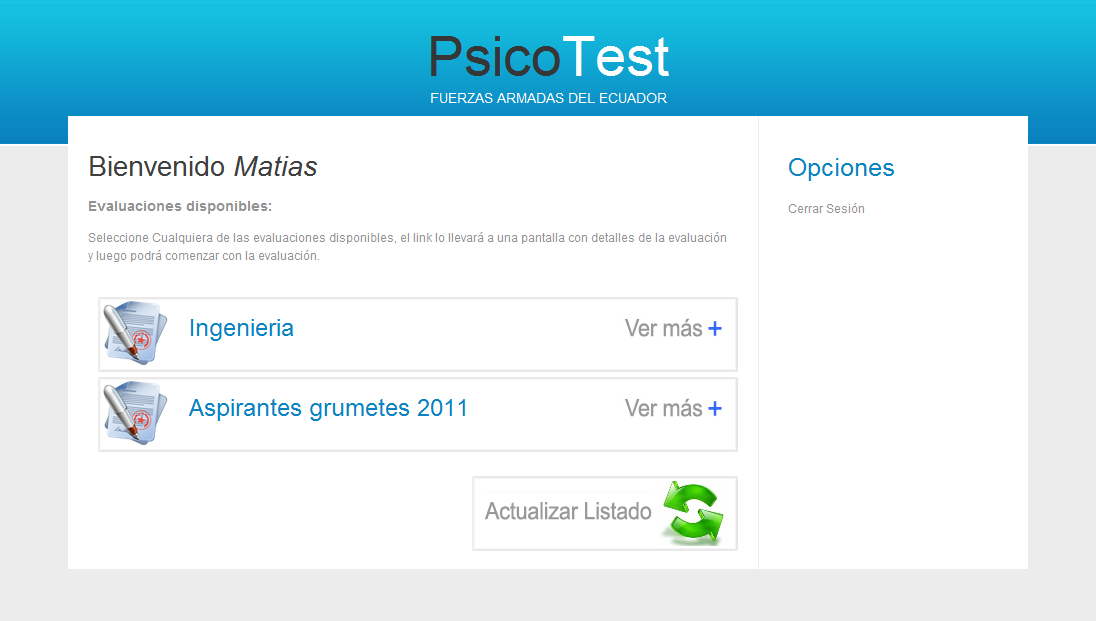 PsicoTest
FUERZAS ARMADAS DEL ECUADOR
Bienvenido Matias
Evaluaciones disponibles:
Seleccione Cualquiera de las evaluaciones disponibles, el link lo llevará a una pantalla con detalles de la evaluación
y luego podrá comenzar con la evaluación.
Ingenieria
Ver más +
Aspirantes grumetes 2011
Ver más +
Actualizar Listado
Opciones
Cerrar Sesión